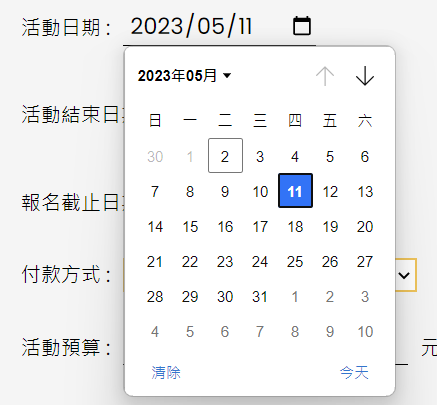 活動日期： 2023/05/11
2023年05月
活動結束日
日 一 二 三 四 五 六
30 1 2 3 4 5 6
7 8 9 10 11 12 13
報名截止日
14 15 16 17 18 19 20
21 22 23 24 25 26 27
付款方式：
28 29 30 31 1 2 3
4 5 6 7 8 9 10
活動預算： 元
清除 今天